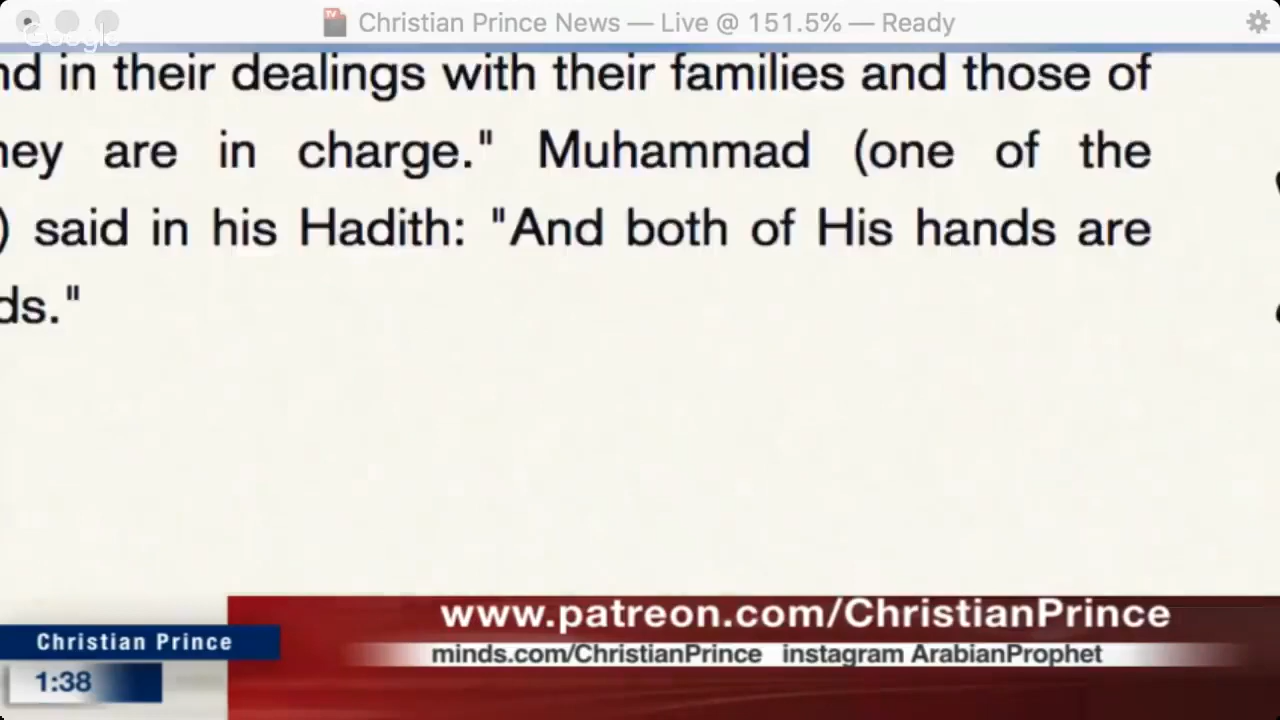 Christian Prince News — Live @ 151.5% — Ready
Google
nd in their dealings with their families and those of
hey are in charge." Muhammad (one of the
) said in his Hadith: "And both of His hands are
ds."
www.patreon.com/ChristianPrince
Christian Prince
minds.com/ChristianPrince instagram ArabianProphet
1:38